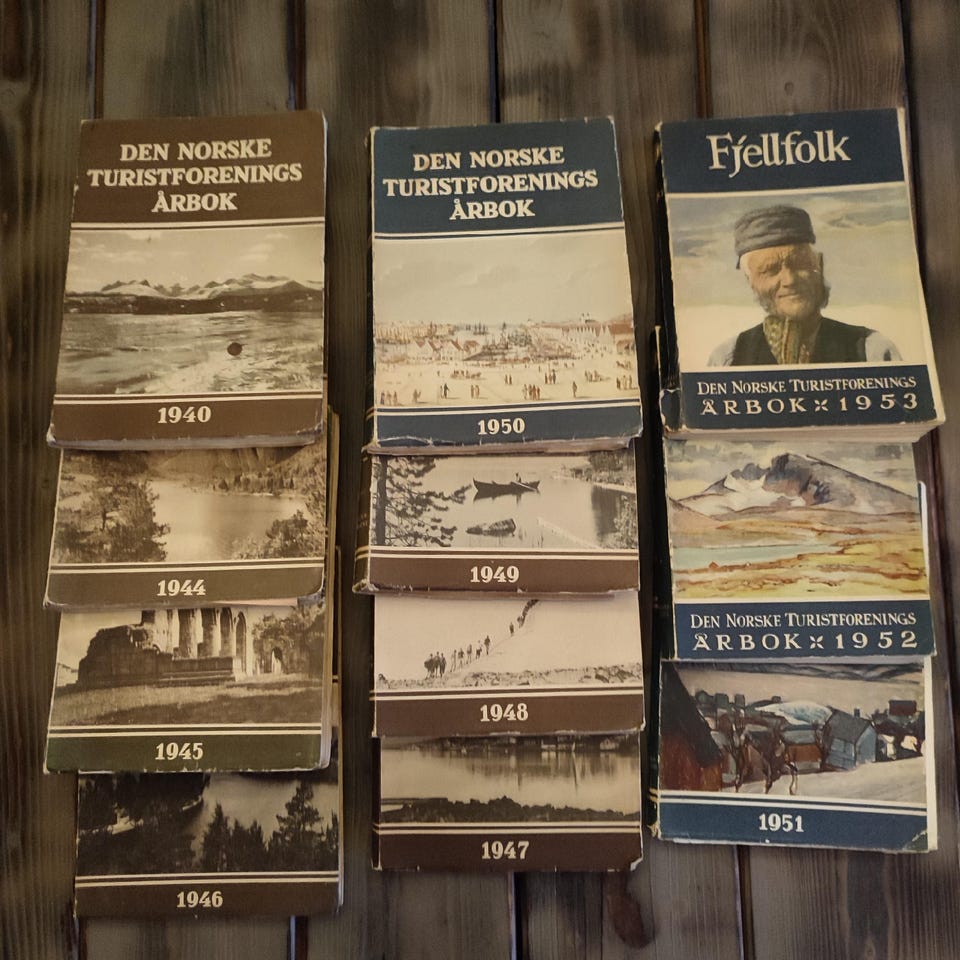 DEN NORSKE
TURISTFORENINGS
ÅRBOK
1940
1944
1945
1946
DEN NORSKE
TURISTFORENINGS
ÅRBOK
1950
1949
1948
1947
Fjellfolk
DEN NORSKE TURISTFORENINGS
ÅRBOK × 1953
DEN NORSKE TURISTFORENINGS
ÅRBOK × 1952
1951